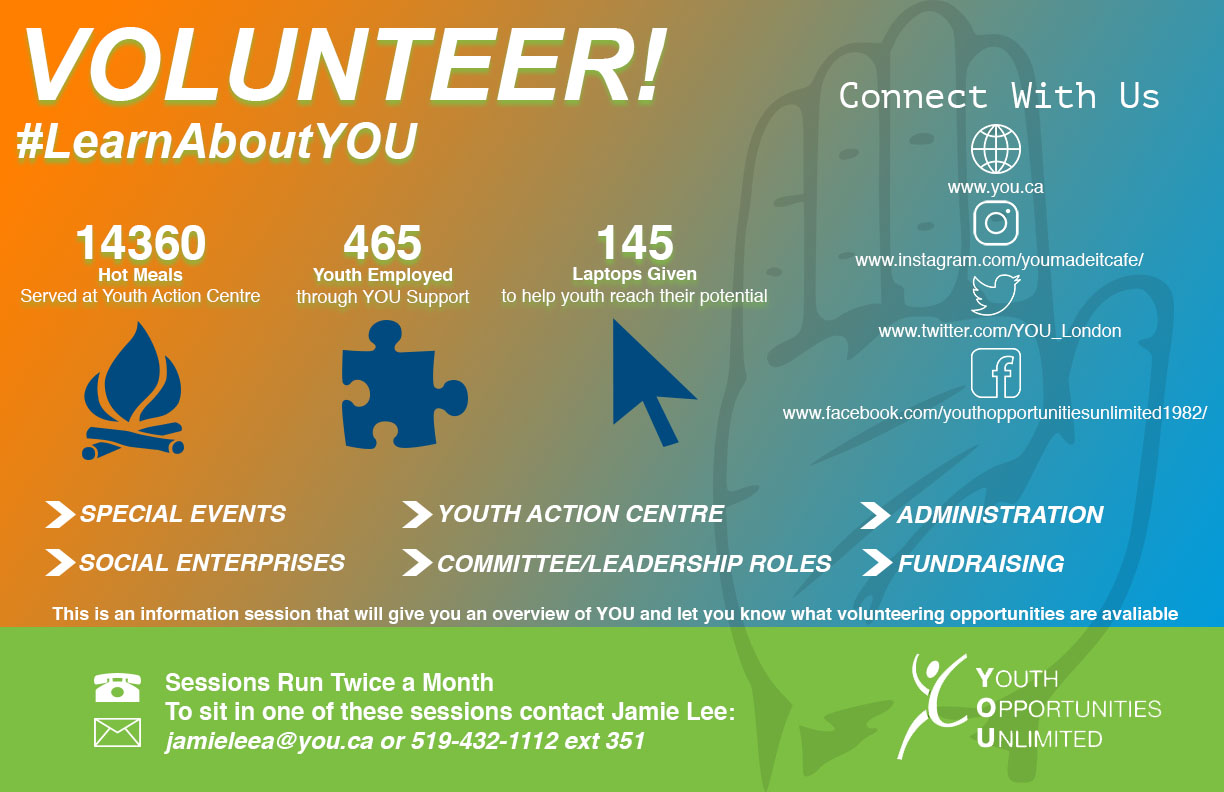 VOLUNTEER!
#LearnAboutYOU
14360
Hot Meals
Served at Youth Action Centre
465
Youth Employed
through YOU Support
145
Laptops Given
to help youth reach their potential
Connect With Us
www.you.ca
www.instagram.com/youmadeitcafe/
www.twitter.com/YOU_London
www.facebook.com/youthopportunitiesunlimited1982/
SPECIAL EVENTS
SOCIAL ENTERPRISES
YOUTH ACTION CENTRE
COMMITTEE/LEADERSHIP ROLES
ADMINISTRATION
FUNDRAISING
This is an information session that will give you an overview of YOU and let you know what volunteering opportunities are avaliable
Sessions Run Twice a Month
To sit in one of these sessions contact Jamie Lee:
jamieleea@you.ca or 519-432-1112 ext 351
YOUTH
OPPORTUNITIES
UNLIMITED